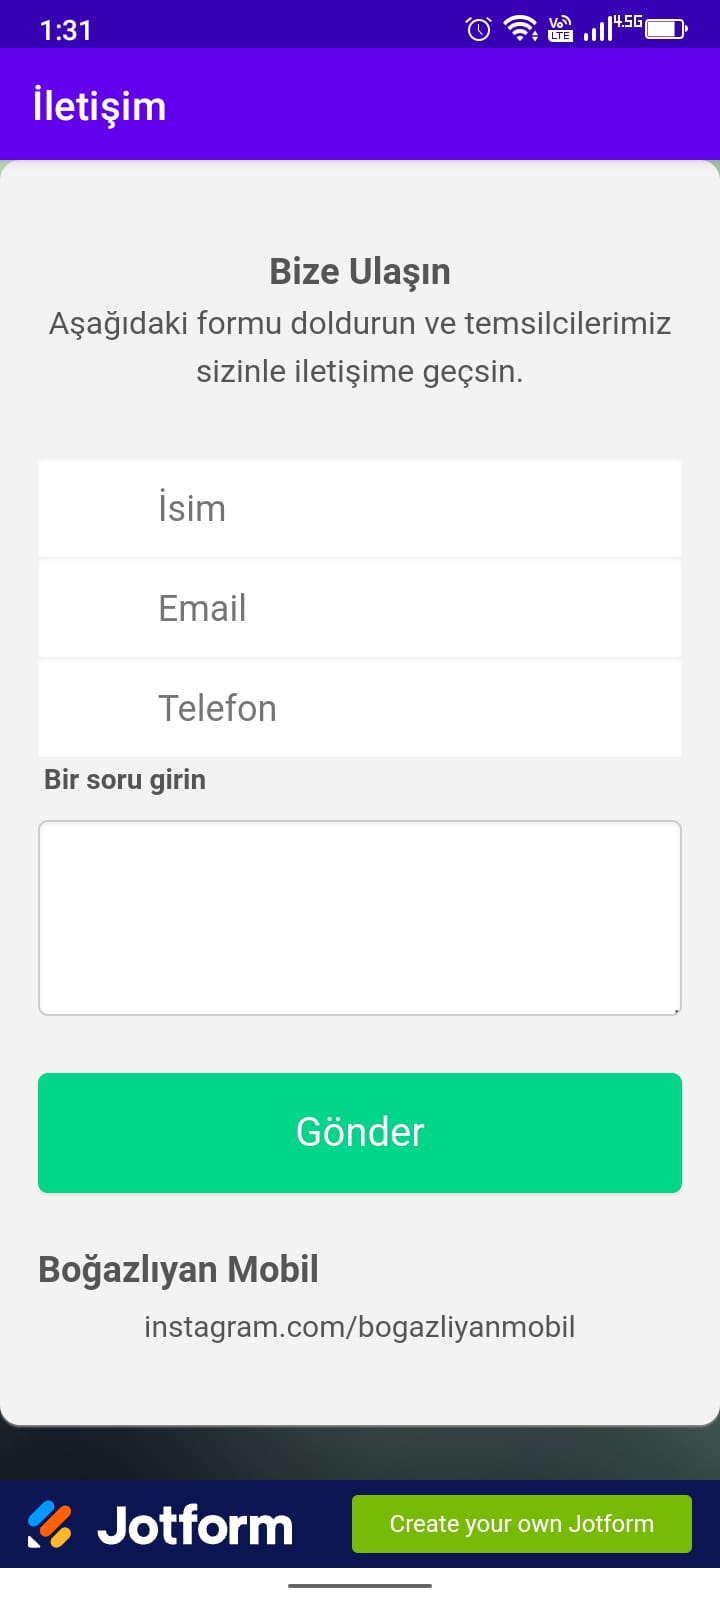 1:31
Vo
LTE
4.5G
İletişim
Bize Ulaşın
Aşağıdaki formu doldurun ve temsilcilerimiz
sizinle iletişime geçsin.
İsim
Email
Telefon
Bir soru girin
Gönder
Boğazlıyan Mobil
instagram.com/bogazliyanmobil
Jotform
Create your own Jotform